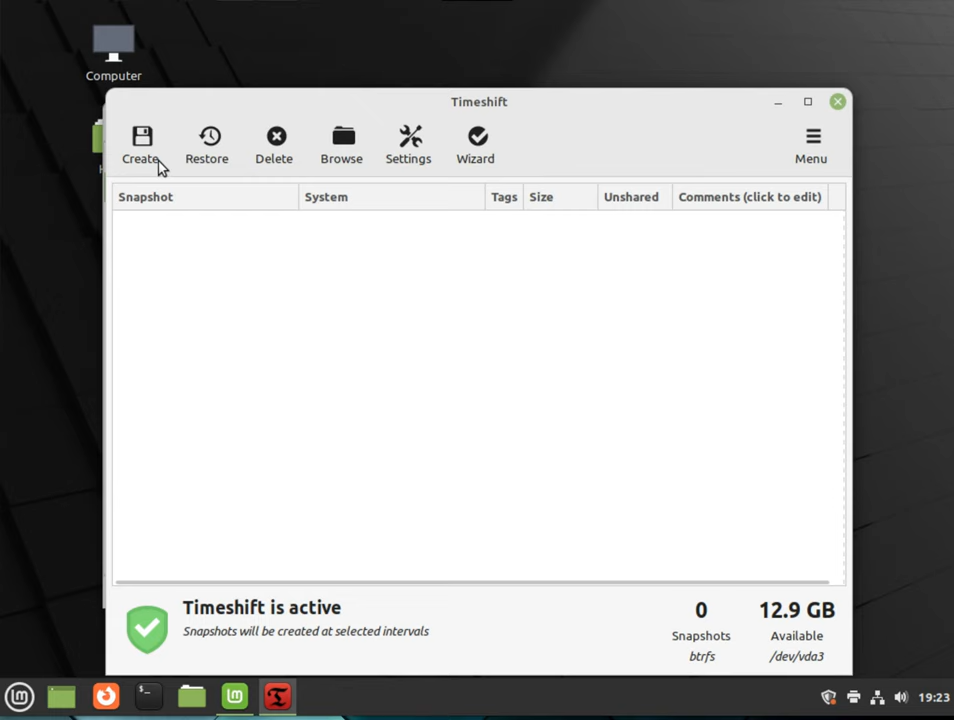 Computer
Timeshift
Create Restore Delete Browse Settings Wizard Menu
Snapshot System Tags Size Unshared Comments (click to edit)
Timeshift is active
Snapshots will be created at selected intervals
0
Snapshots
btrfs
12.9 GB
Available
/dev/vda3
19:23